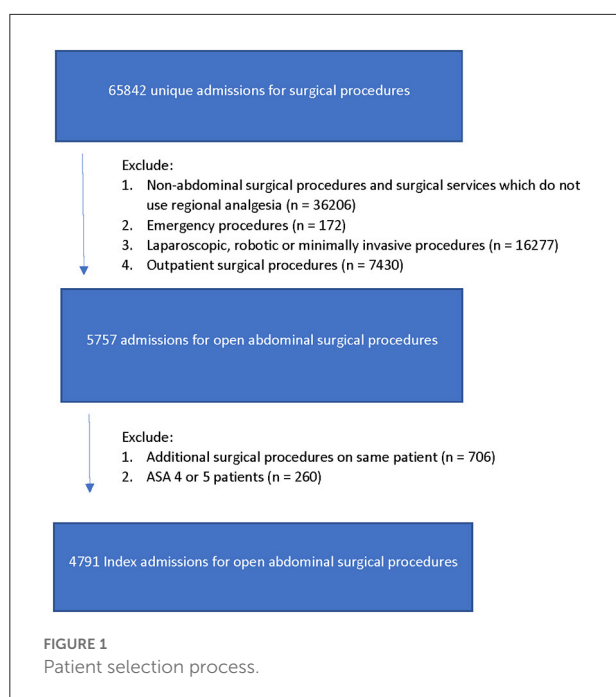 65842 unique admissions for surgical procedures
Exclude:
1. Non-abdominal surgical procedures and surgical services which do not
use regional analgesia (n = 36206)
2. Emergency procedures (n = 172)
3. Laparoscopic, robotic or minimally invasive procedures (n = 16277)
4. Outpatient surgical procedures (n = 7430)
5757 admissions for open abdominal surgical procedures
Exclude:
1. Additional surgical procedures on same patient (n = 706)
2. ASA 4 or 5 patients (n = 260)
4791 Index admissions for open abdominal surgical procedures
FIGURE 1
Patient selection process.